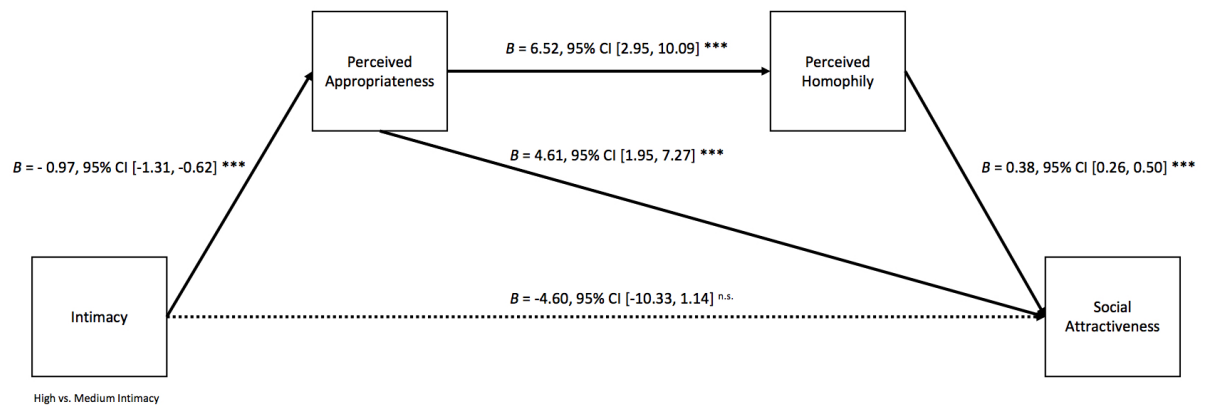 B = 6.52, 95% CI [2.95, 10.09] ***
Perceived
Appropriateness
Perceived
Homophily
B = - 0.97, 95% CI [-1.31, -0.62] ***
B = 4.61, 95% CI [1.95, 7.27] ***
B = 0.38, 95% CI [0.26, 0.50] ***
B = -4.60, 95% CI [-10.33, 1.14] n.s.
Intimacy
Social
Attractiveness
High vs. Medium Intimacy